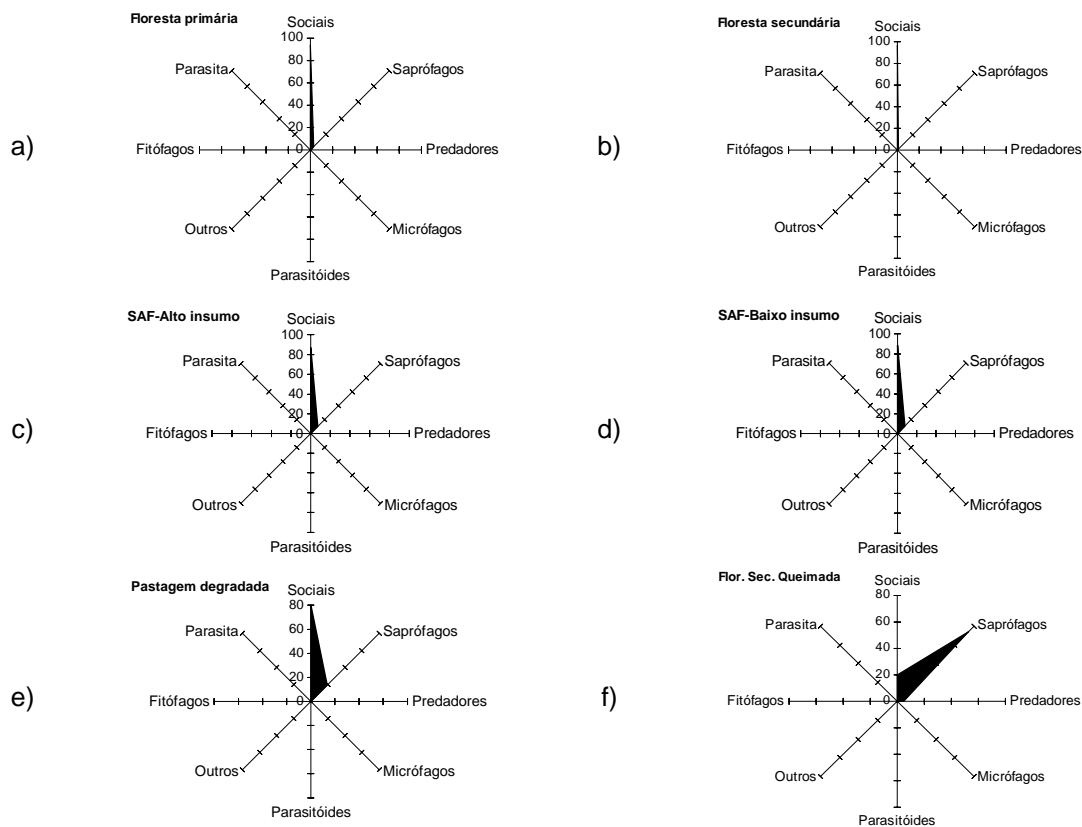 Floresta primária
Sociais
100
80
60
40
20
0
Parasita
Saprófagos
a)
Fitófagos
Predadores
Outros
Micrófagos
Parasitóides
Floresta secundária
Sociais
100
80
60
40
20
0
Parasita
Saprófagos
b)
Fitófagos
Predadores
Outros
Micrófagos
Parasitóides
SAF-Alto insumo
Sociais
100
80
60
40
20
0
Parasita
Saprófagos
c)
Fitófagos
Predadores
Outros
Micrófagos
Parasitóides
SAF-Baixo insumo
Sociais
100
80
60
40
20
0
Parasita
Saprófagos
d)
Fitófagos
Predadores
Outros
Micrófagos
Parasitóides
Pastagem degradada
Sociais
80
60
40
20
0
Parasita
Saprófagos
e)
Fitófagos
Predadores
Outros
Micrófagos
Parasitóides
Flor. Sec. Queimada
Sociais
80
60
40
20
0
Parasita
Saprófagos
f)
Fitófagos
Predadores
Outros
Micrófagos
Parasitóides